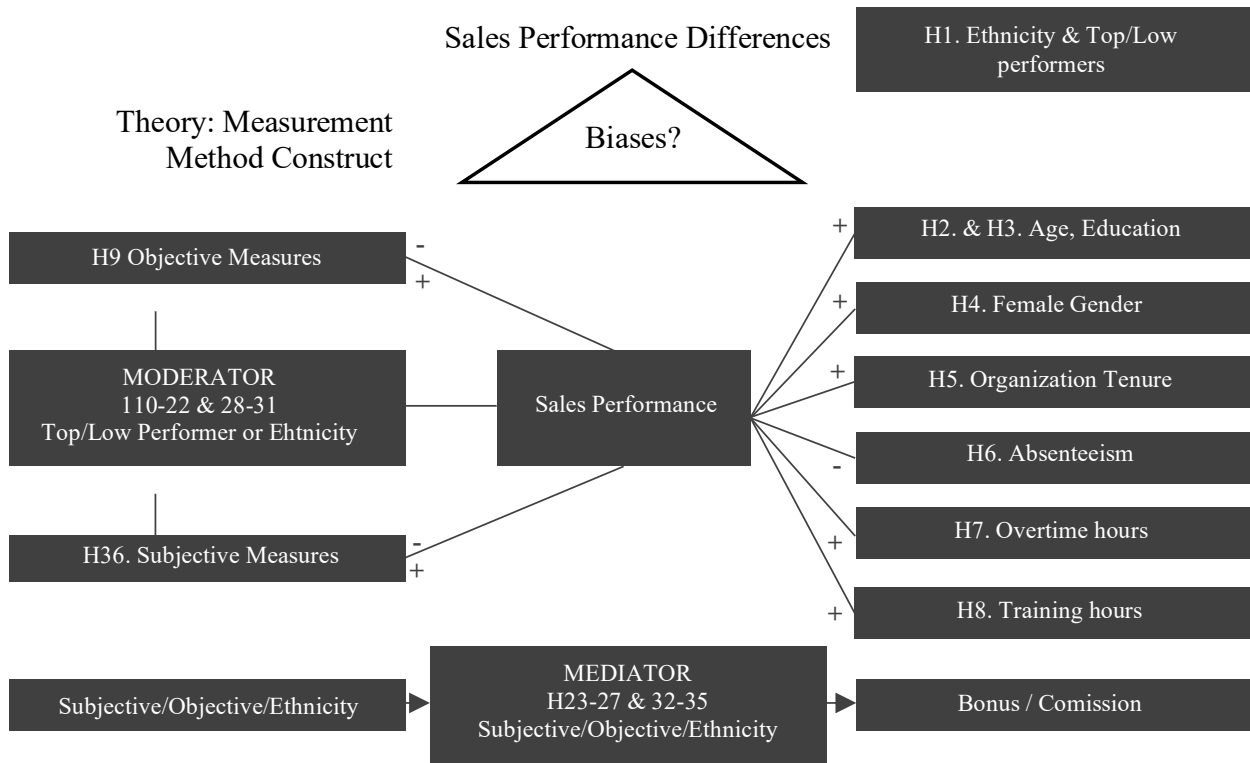 Sales Performance Differences
H1. Ethnicity & Top/Low
performers
Theory: Measurement
Method Construct
Biases?
H9 Objective Measures
-
+
MODERATOR
110-22 & 28-31
Top/Low Performer or Ehtnicity
H36. Subjective Measures
-
+
Sales Performance
+
H2. & H3. Age, Education
+
H4. Female Gender
+
H5. Organization Tenure
-
H6. Absenteeism
+
H7. Overtime hours
+
H8. Training hours
Subjective/Objective/Ethnicity
MEDIATOR
H23-27 & 32-35
Subjective/Objective/Ethnicity
Bonus / Comission